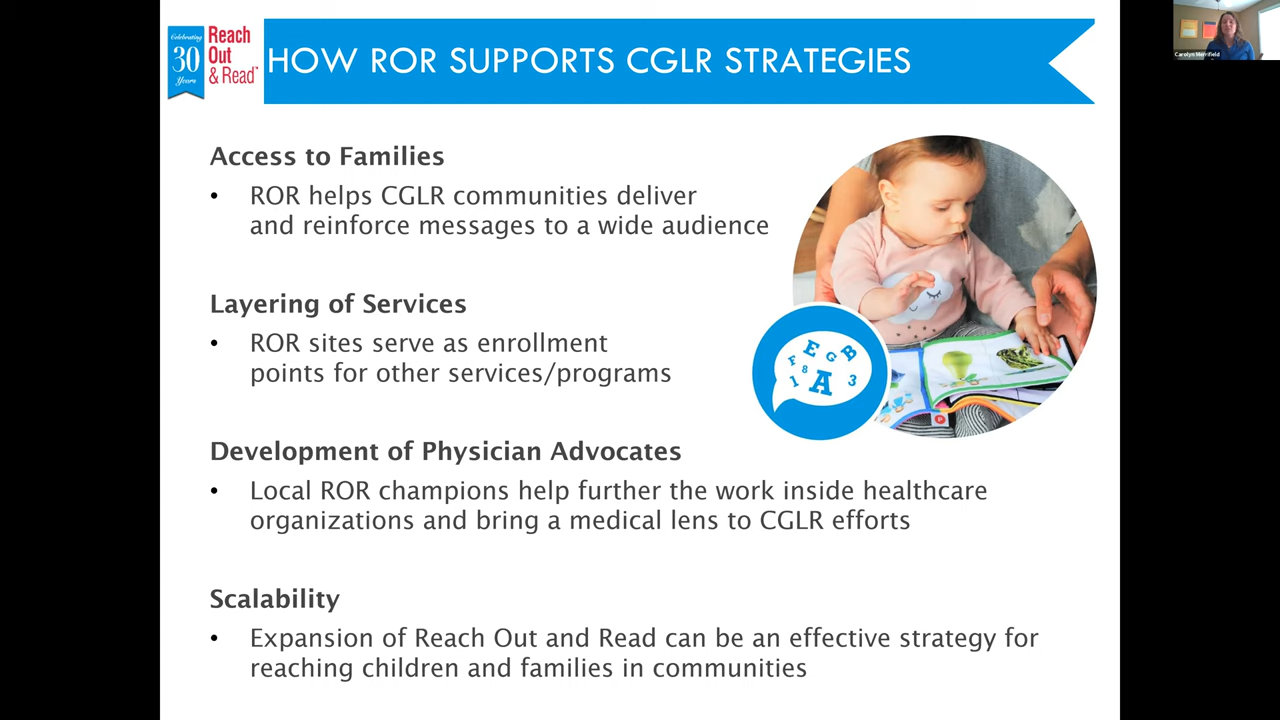 Celebrating
30
Years
Reach
Out
& Read™
HOW ROR SUPPORTS CGLR STRATEGIES
Carolyn Merrifield
Access to Families
• ROR helps CGLR communities deliver
and reinforce messages to a wide audience
Layering of Services
• ROR sites serve as enrollment
points for other services/programs
E G B
F 8
I A 3
Development of Physician Advocates
• Local ROR champions help further the work inside healthcare
organizations and bring a medical lens to CGLR efforts
Scalability
• Expansion of Reach Out and Read can be an effective strategy for
reaching children and families in communities